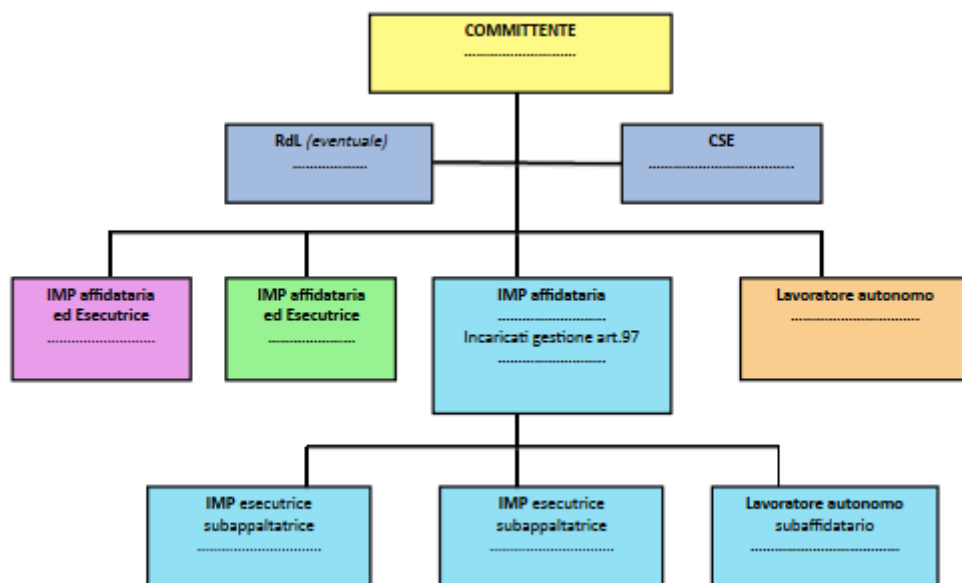 COMMITTENTE
............................
RdL (eventuale)
...................
CSE
.....................................
IMP affidataria
ed Esecutrice
...........................
IMP affidataria
ed Esecutrice
......................
IMP affidataria
...........................
Incaricati gestione art.97
...........................
Lavoratore autonomo
................................
IMP esecutrice
subappaltatrice
...............................
IMP esecutrice
subappaltatrice
...............................
Lavoratore autonomo
subaffidatario
.....................................